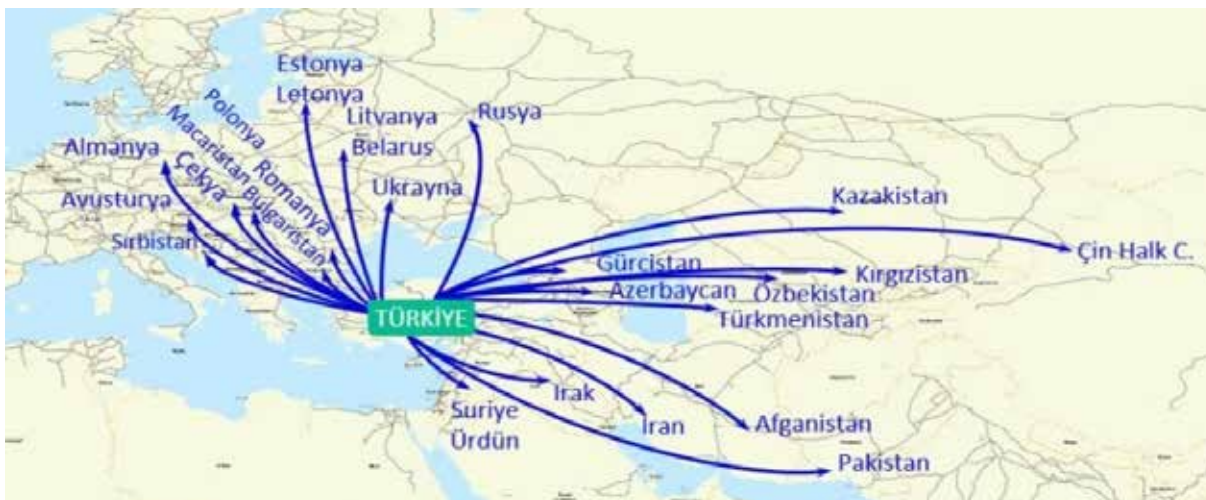 Estonya
Letonya
Litvanya
Belarus
Rusya
Polonya
Macaristan
Almanya
Çekya
Romanya
Bulgaristan
Ukrayna
Avusturya
Sırbistan
Kazakistan
Çin Halk C.
Gürcistan
Kırgızistan
Azerbaycan
Özbekistan
Türkmenistan
TÜRKİYE
Suriye
Ürdün
Irak
İran
Afganistan
Pakistan